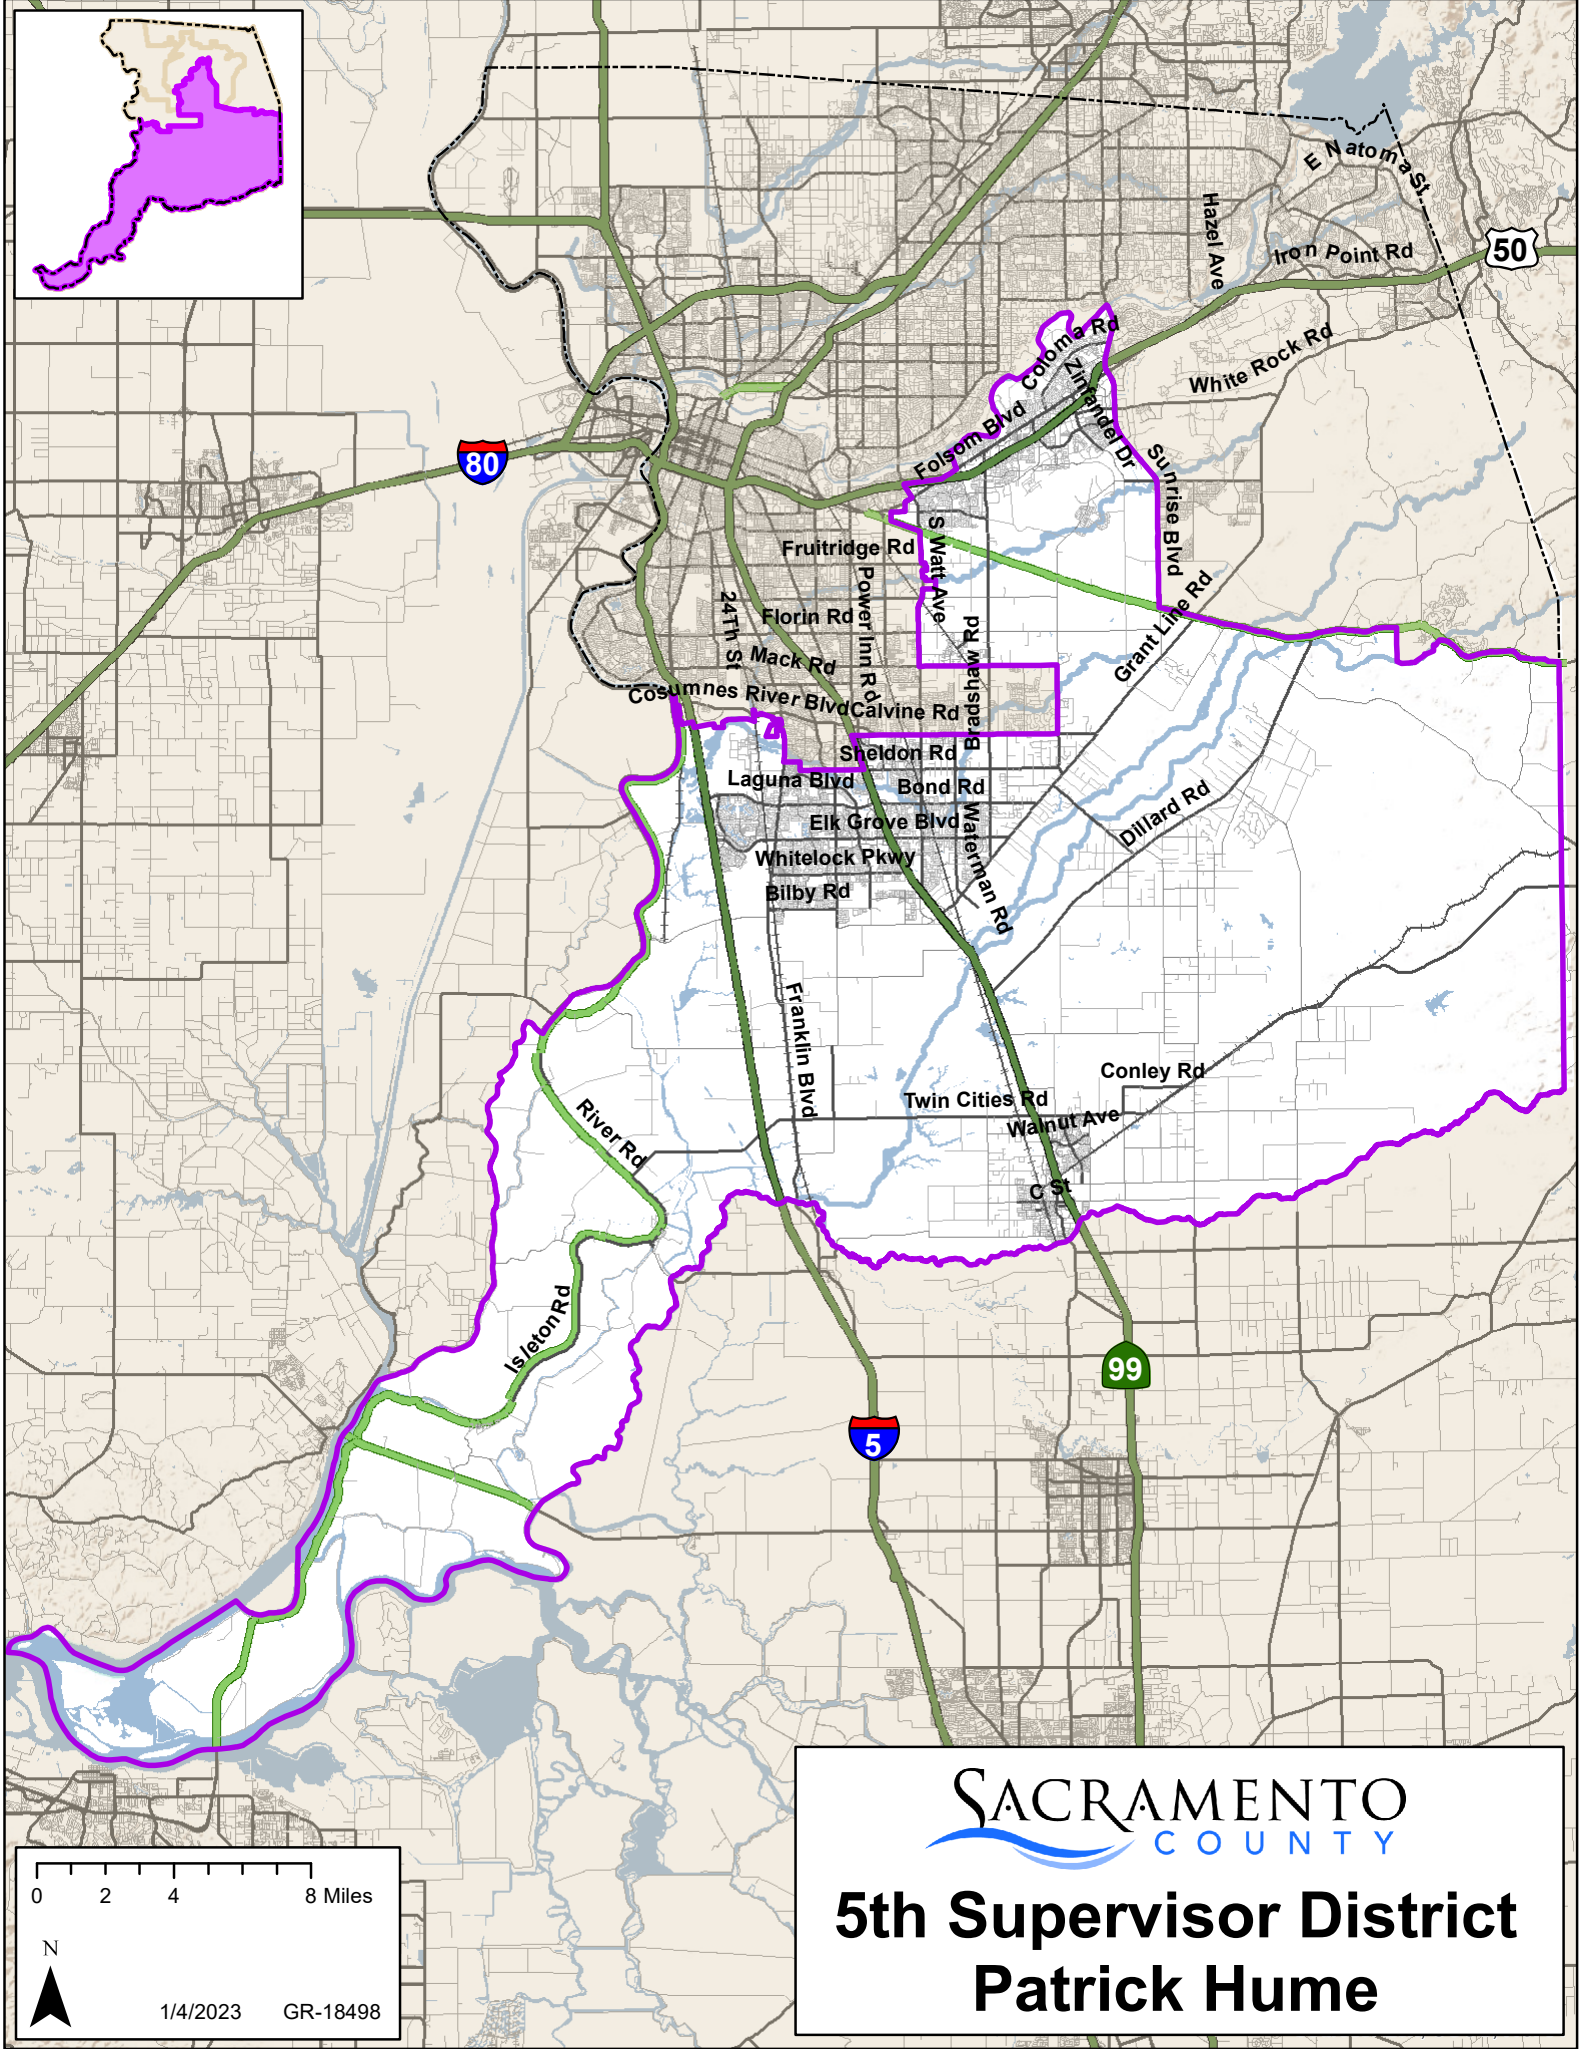 E Natoma St
Hazel Ave
Iron Point Rd
50
Coloma Rd
White Rock Rd
Zinfandel Dr
Folsom Blvd
80
Sunrise Blvd
S Watt Ave
Fruitridge Rd
Power Inn Rd
24Th St
Florin Rd
Grant Line Rd
Bradshaw Rd
Mack Rd
Cosumnes River Blvd
Calvine Rd
Sheldon Rd
Laguna Blvd
Bond Rd
Dillard Rd
Elk Grove Blvd
Waterman Rd
Whitelock Pkwy
Bilby Rd
Franklin Blvd
Conley Rd
Twin Cities Rd
Walnut Ave
River Rd
C St
Isleton Rd
99
5
SACRAMENTO
COUNTY
5th Supervisor District
Patrick Hume
0 2 4 8 Miles
N
1/4/2023 GR-18498